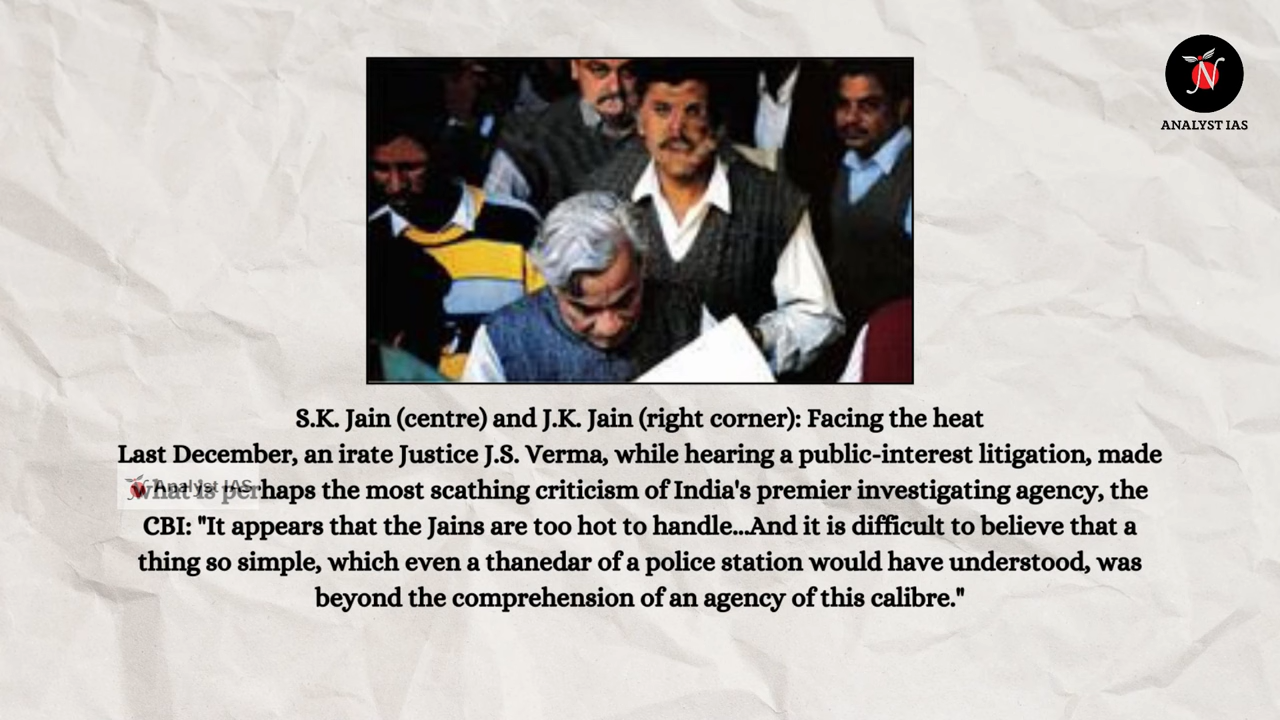 ANALYST IAS
S.K. Jain (centre) and J.K. Jain (right corner): Facing the heat
Last December, an irate Justice J.S. Verma, while hearing a public-interest litigation, made
what is perhaps the most scathing criticism of India's premier investigating agency, the
Analyst IAS
CBI: "It appears that the Jains are too hot to handle...And it is difficult to believe that a
thing so simple, which even a thanedar of a police station would have understood, was
beyond the comprehension of an agency of this calibre."